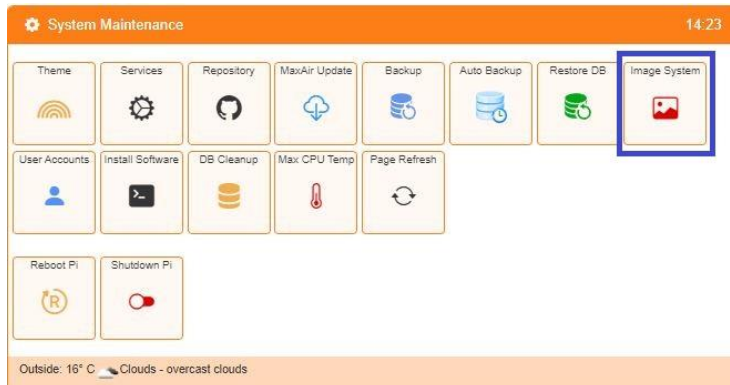 System Maintenance 14:23
Theme Services Repository MaxAir Update Backup Auto Backup Restore DB Image System
User Accounts Install Software DB Cleanup Max CPU Temp Page Refresh
Reboot Pi Shutdown Pi
R
Outside: 16° C Clouds - overcast clouds